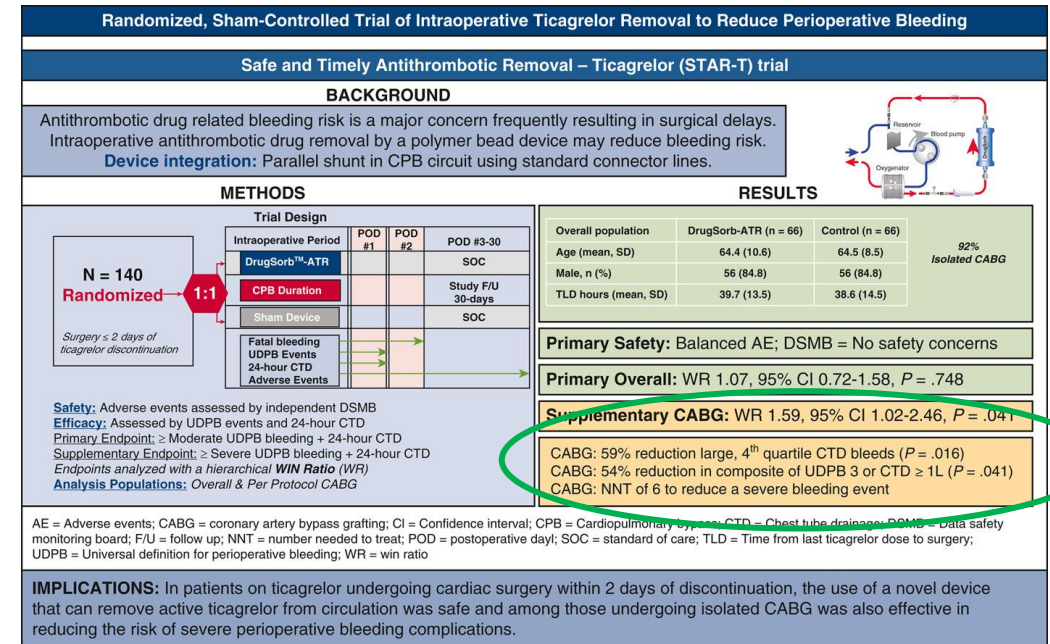 Randomized, Sham-Controlled Trial of Intraoperative Ticagrelor Removal to Reduce Perioperative Bleeding
Safe and Timely Antithrombotic Removal – Ticagrelor (STAR-T) trial
BACKGROUND
Antithrombotic drug related bleeding risk is a major concern frequently resulting in surgical delays.
Intraoperative antithrombotic drug removal by a polymer bead device may reduce bleeding risk.
Device integration: Parallel shunt in CPB circuit using standard connector lines.
Reservoir
Blood pump
DrugSorb
Oxygenator
METHODS
Trial Design
N = 140
Randomized
Surgery ≤ 2 days of
ticagrelor discontinuation
1:1
Intraoperative Period
POD
#1
POD
#2
POD #3-30
DrugSorb™-ATR
SOC
CPB Duration
Study F/U
30-days
Sham Device
SOC
Fatal bleeding
UDPB Events
24-hour CTD
Adverse Events
Safety: Adverse events assessed by independent DSMB
Efficacy: Assessed by UDPB events and 24-hour CTD
Primary Endpoint: ≥ Moderate UDPB bleeding + 24-hour CTD
Supplementary Endpoint: ≥ Severe UDPB bleeding + 24-hour CTD
Endpoints analyzed with a hierarchical WIN Ratio (WR)
Analysis Populations: Overall & Per Protocol CABG
RESULTS
Overall population DrugSorb-ATR (n = 66) Control (n = 66)
Age (mean, SD) 64.4 (10.6) 64.5 (8.5)
Male, n (%) 56 (84.8) 56 (84.8)
TLD hours (mean, SD) 39.7 (13.5) 38.6 (14.5)
92%
Isolated CABG
Primary Safety: Balanced AE; DSMB = No safety concerns
Primary Overall: WR 1.07, 95% CI 0.72-1.58, P = .748
Supplementary CABG: WR 1.59, 95% CI 1.02-2.46, P = .041
CABG: 59% reduction large, 4th quartile CTD bleeds (P = .016)
CABG: 54% reduction in composite of UDPB 3 or CTD ≥ 1L (P = .041)
CABG: NNT of 6 to reduce a severe bleeding event
AE = Adverse events; CABG = coronary artery bypass grafting; CI = Confidence interval; CPB = Cardiopulmonary bypass; CTD = Chest tube drainage; DSMB = Data safety
monitoring board; F/U = follow up; NNT = number needed to treat; POD = postoperative dayl; SOC = standard of care; TLD = Time from last ticagrelor dose to surgery;
UDPB = Universal definition for perioperative bleeding; WR = win ratio
IMPLICATIONS: In patients on ticagrelor undergoing cardiac surgery within 2 days of discontinuation, the use of a novel device
that can remove active ticagrelor from circulation was safe and among those undergoing isolated CABG was also effective in
reducing the risk of severe perioperative bleeding complications.